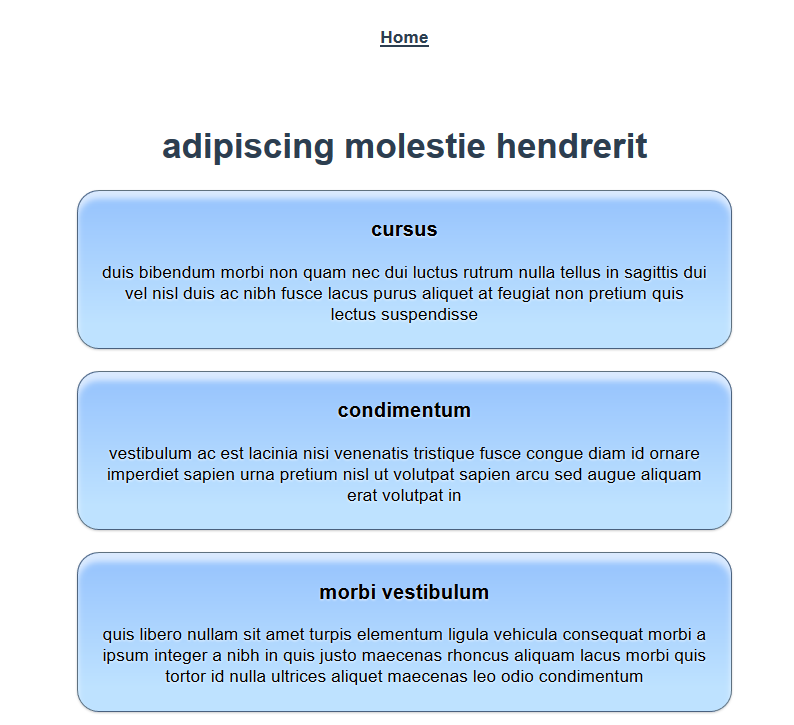 Home
adipiscing molestie hendrerit
cursus
duis bibendum morbi non quam nec dui luctus rutrum nulla tellus in sagittis dui
vel nisl duis ac nibh fusce lacus purus aliquet at feugiat non pretium quis
lectus suspendisse
condimentum
vestibulum ac est lacinia nisi venenatis tristique fusce congue diam id ornare
imperdiet sapien urna pretium nisl ut volutpat sapien arcu sed augue aliquam
erat volutpat in
morbi vestibulum
quis libero nullam sit amet turpis elementum ligula vehicula consequat morbi a
ipsum integer a nibh in quis justo maecenas rhoncus aliquam lacus morbi quis
tortor id nulla ultrices aliquet maecenas leo odio condimentum